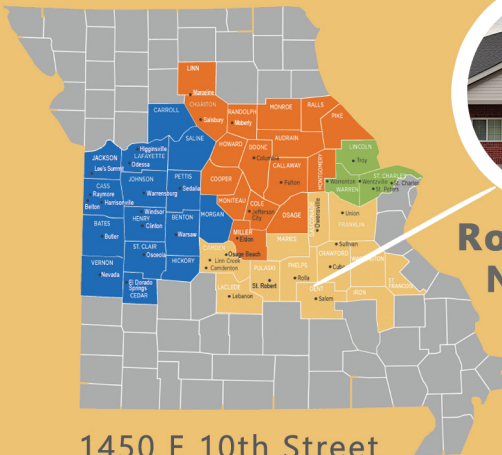 LINN
Marceline
CHARITON
Salisbury
RANDOLPH
Moberly
MONROE
RALLS
PIKE
CARROLL
SALINE
HOWARD
BOONE
Columbia
AUDRAIN
CALLAWAY
Fulton
MONTGOMERY
LINCOLN
Troy
WARREN
Warrenton
Wentzville
ST. CHARLES
St. Charles
St. Peters
JACKSON
Lee's Summit
Higginsville
LAFAYETTE
Odessa
CASS
Raymore
Belton
Harrisonville
JOHNSON
Warrensburg
PETTIS
Sedalia
COOPER
MONITEAU
COLE
Jefferson
City
OSAGE
BATES
Butler
Windsor
HENRY
Clinton
BENTON
Warsaw
MORGAN
MILLER
Eldon
Osage Beach
CAMDEN
Linn Creek
Camdenton
MARIES
Owensville
Union
FRANKLIN
Sullivan
VERNON
Nevada
ST. CLAIR
Osceola
HICKORY
El Dorado
Springs
CEDAR
PULASKI
St. Robert
PHELPS
Rolla
CRAWFORD
LACLEDE
Lebanon
DENT
Salem
IRON
Ro
N
1450 E 10th Street